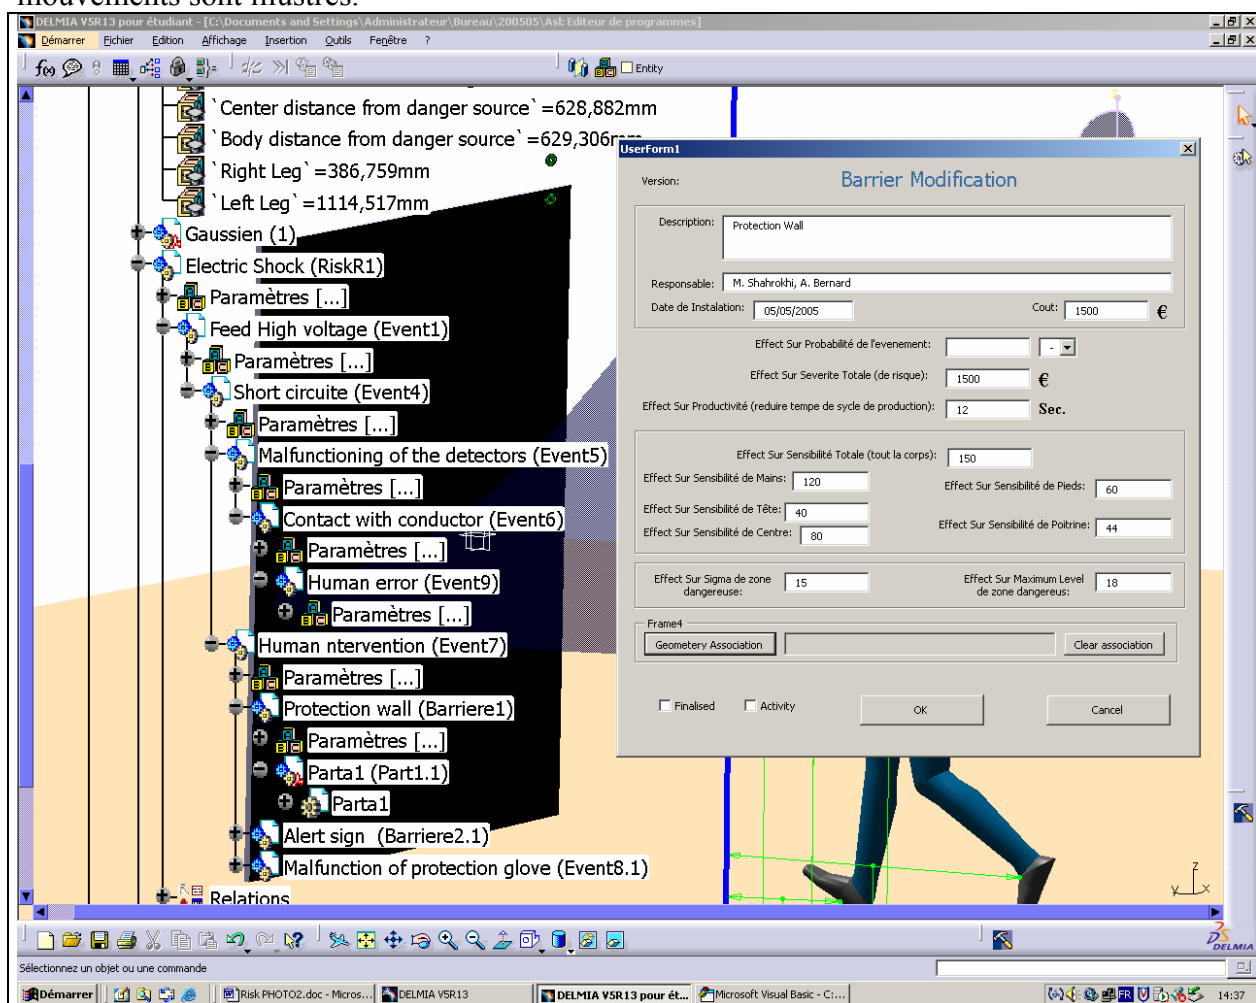 mouvements sont illustrés.
DELMIA V5R13 pour étudiant - [C:\Documents and Settings\Administrateur\Bureau\200505\Asl: Editeur de programmes]
Démarrer Fichier Edition Affichage Insertion Outils Fenêtre ?
Entity
`Center distance from danger source`=628,882mm
`Body distance from danger source`=629,306mm
`Right Leg`=386,759mm
`Left Leg`=1114,517mm
Gaussien (1)
Electric Shock (RiskR1)
Paramètres [...]
Feed High voltage (Event1)
Paramètres [...]
Short circuite (Event4)
Paramètres [...]
Malfunctioning of the detectors (Event5)
Paramètres [...]
Contact with conductor (Event6)
Paramètres [...]
Human error (Event9)
Paramètres [...]
Human ntervention (Event7)
Paramètres [...]
Protection wall (Barriere1)
Paramètres [...]
Parta1 (Part1.1)
Parta1
Alert sign (Barriere2.1)
Malfunction of protection glove (Event8.1)
Relations
UserForm1
Version: Barrier Modification
Description: Protection Wall
Responsable: M. Shahrokhi, A. Bernard
Date de Instalation: 05/05/2005 Cout: 1500 €
Effect Sur Probabilité de l'evenement: -
Effect Sur Severite Totale (de risque): 1500 €
Effect Sur Productivité (reduire tempe de sycle de production): 12 Sec.
Effect Sur Sensibilité Totale (tout la corps): 150
Effect Sur Sensibilité de Mains: 120 Effect Sur Sensibilité de Pieds: 60
Effect Sur Sensibilité de Tête: 40
Effect Sur Sensibilité de Poitrine: 44
Effect Sur Sensibilité de Centre: 80
Effect Sur Sigma de zone dangereuse: 15
Effect Sur Maximum Level de zone dangereus: 18
Frame4
Geometery Association Clear association
Finalised Activity OK Cancel
z
y x
DELMIA
Sélectionnez un objet ou une commande
Démarrer Risk PHOTO2.doc - Micros... DELMIA V5R13 DELMIA V5R13 pour ét... Microsoft Visual Basic - C:... FR 14:37